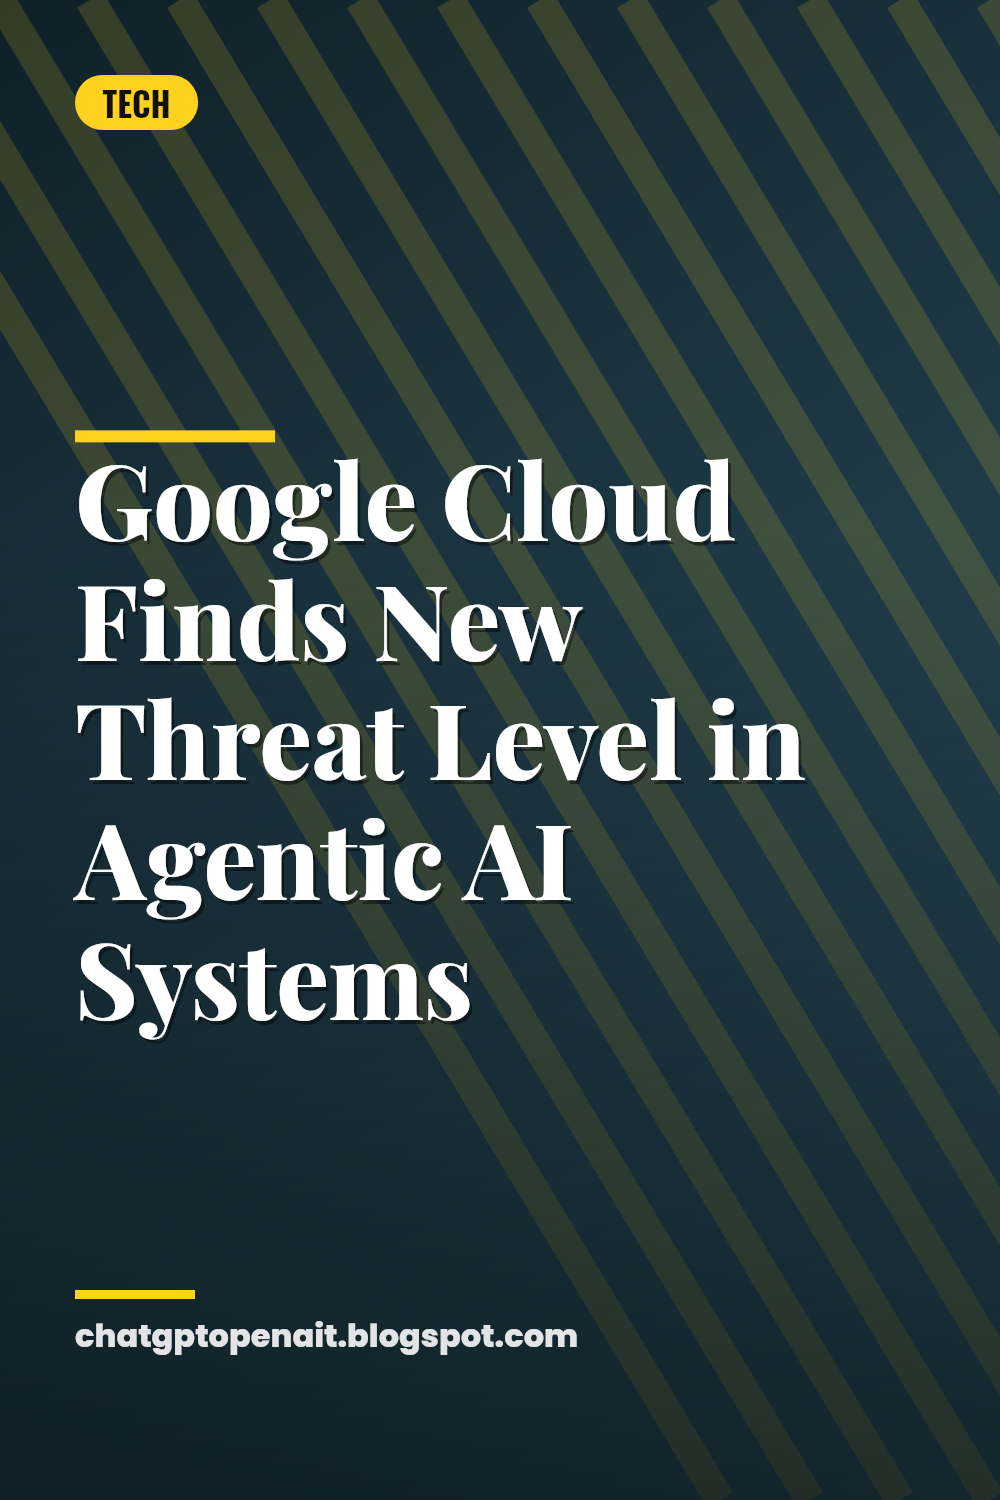 TECH
Google Cloud
Finds New
Threat Level in
Agentic AI
Systems
chatgptopenait.blogspot.com